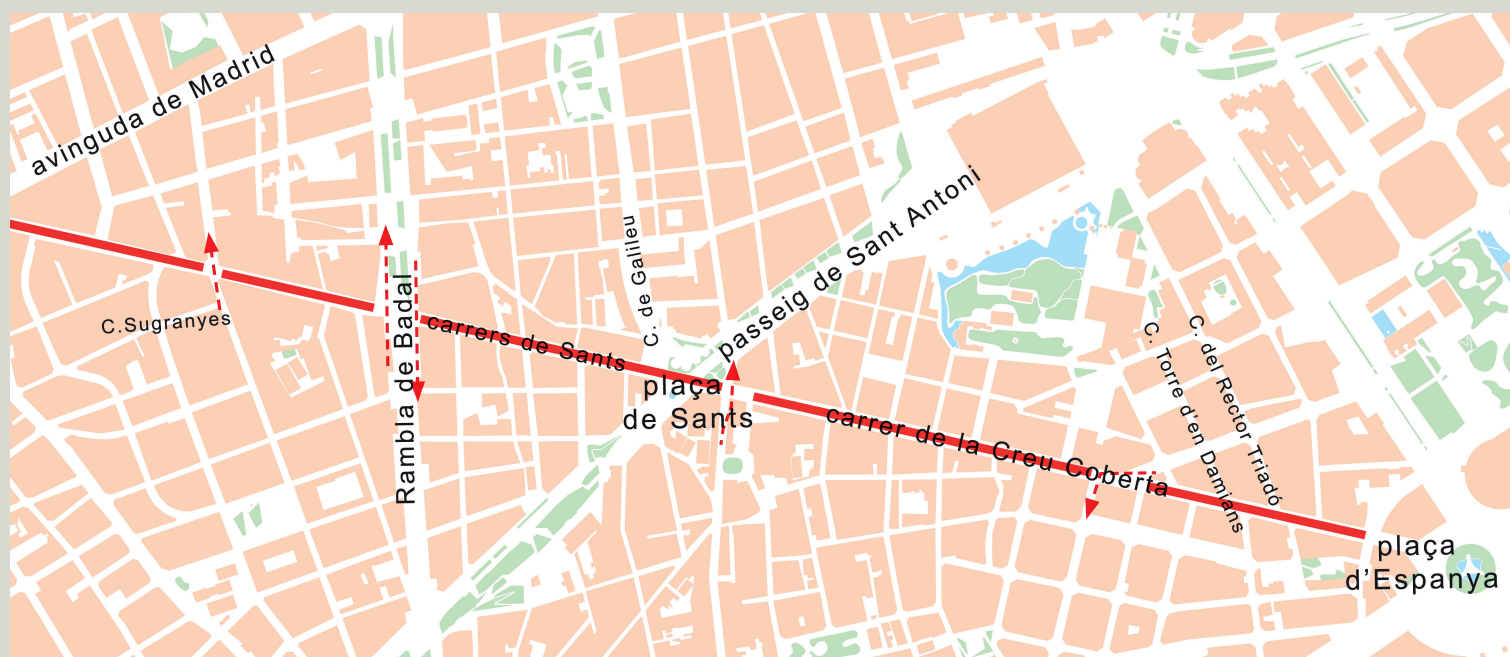 avinguda de Madrid
C.Sugranyes
Rambla de Badal
carrers de Sants
C. de Galileu
plaça
de Sants
passeig de Sant Antoni
carrer de la Creu Coberta
C. Torre d'en Damians
C. del Rector Triadó
plaça
d'Espanya